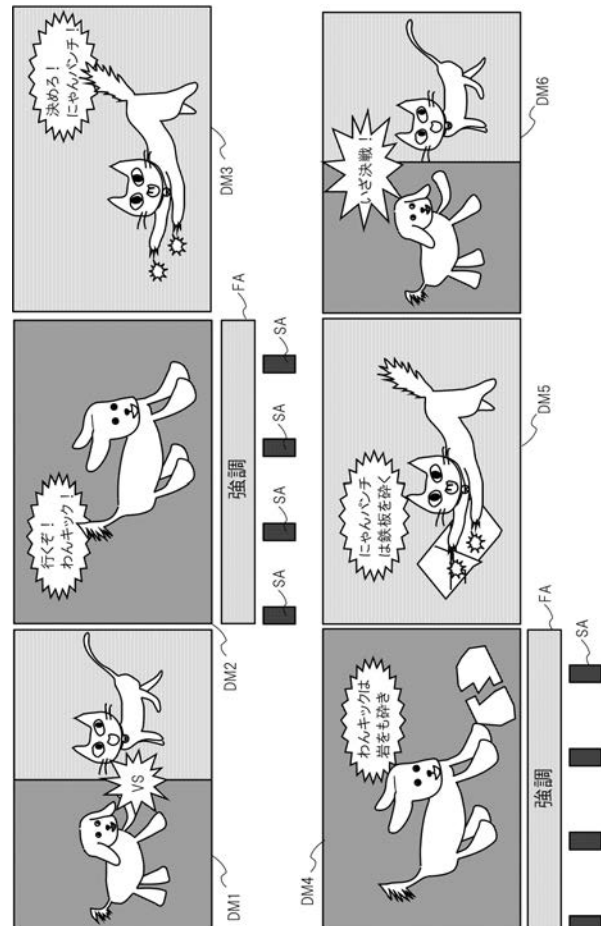 VS
DM1
行くぞ！
わんキック！
DM2
強調
FA
SA
SA
SA
SA
決めろ！
にゃんパンチ！
DM3
わんキックは
岩をも砕き
DM4
強調
FA
SA
にゃんパンチ
は鉄板を砕く
DM5
いざ決戦！
DM6